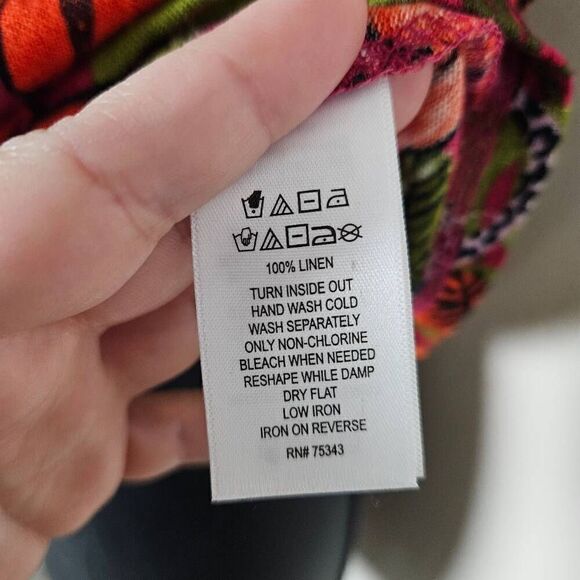 100% LINEN
TURN INSIDE OUT
HAND WASH COLD
WASH SEPARATELY
ONLY NON-CHLORINE
BLEACH WHEN NEEDED
RESHAPE WHILE DAMP
DRY FLAT
LOW IRON
IRON ON REVERSE
RN# 75343